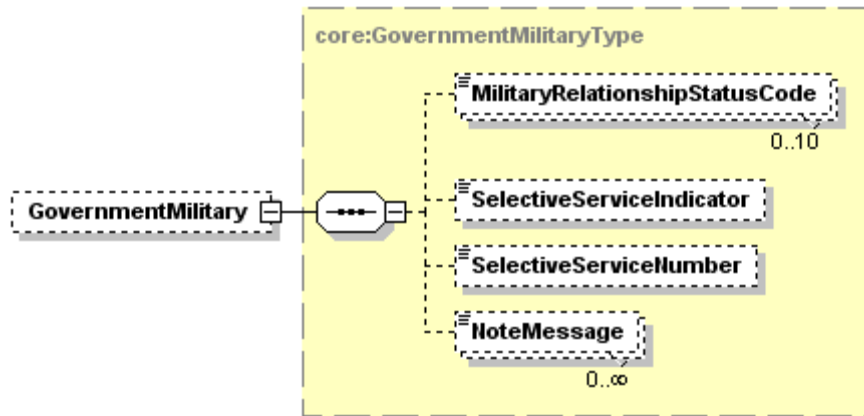 core:GovernmentMilitaryType
MilitaryRelationshipStatusCode
0..10
GovernmentMilitary
SelectiveServiceIndicator
SelectiveServiceNumber
NoteMessage
0..∞